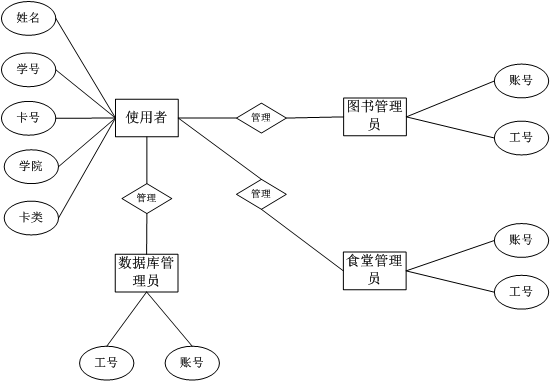 姓名
学号
卡号
学院
卡类
使用者
管理
图书管理
员
账号
工号
管理
管理
数据库管
理员
工号
账号
食堂管理
员
账号
工号